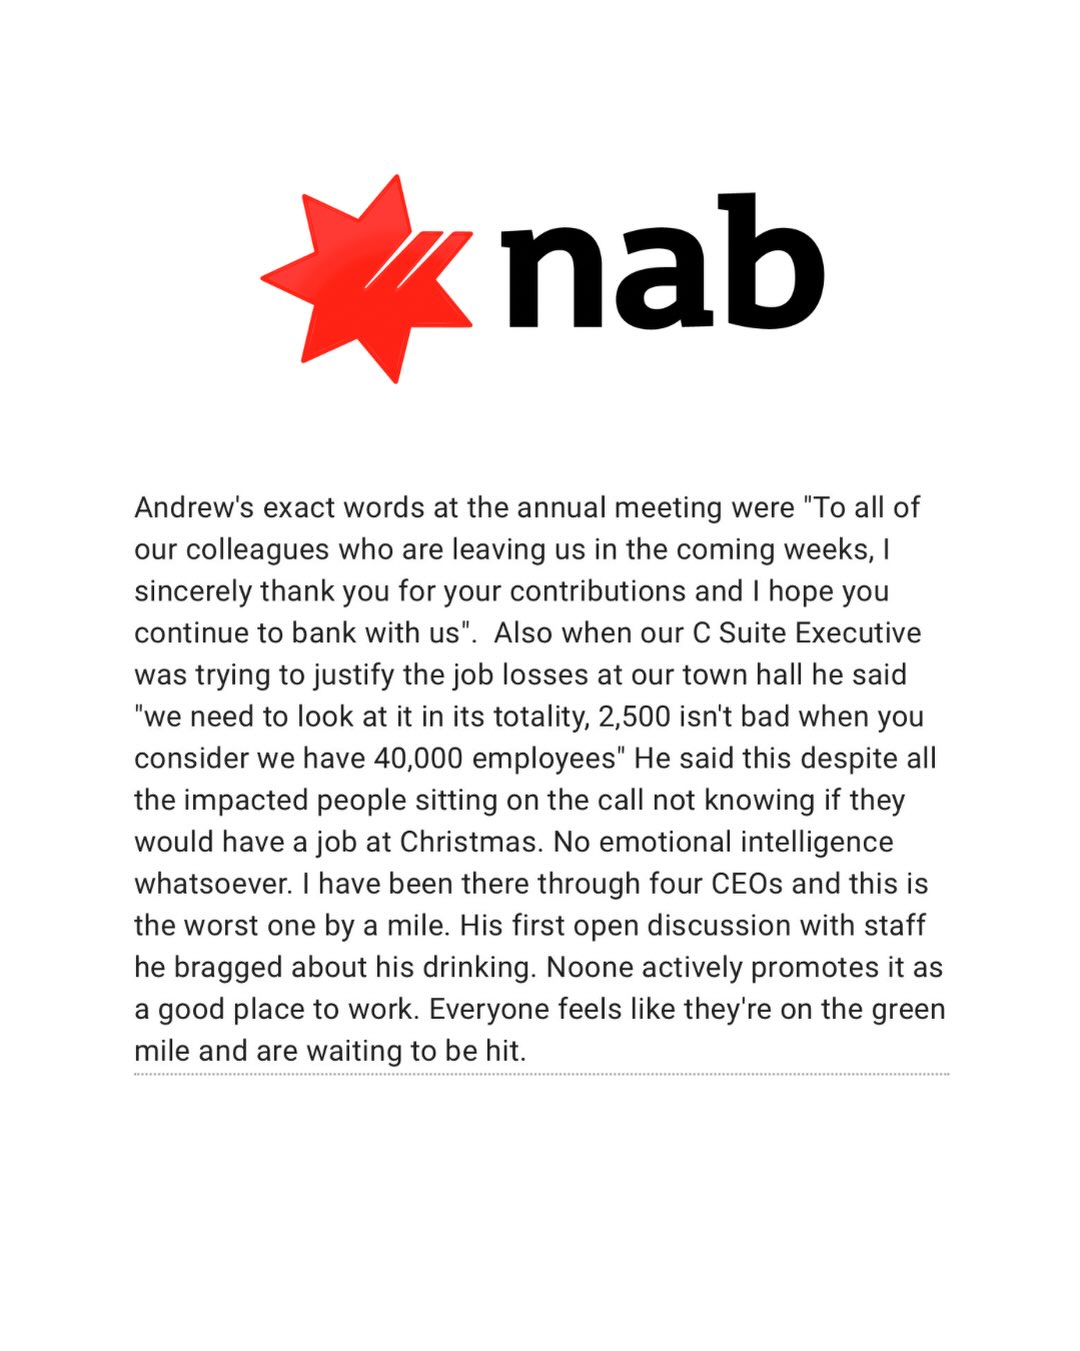 nab
Andrew's exact words at the annual meeting were "To all of
our colleagues who are leaving us in the coming weeks, I
sincerely thank you for your contributions and I hope you
continue to bank with us".  Also when our C Suite Executive
was trying to justify the job losses at our town hall he said
"we need to look at it in its totality, 2,500 isn't bad when you
consider we have 40,000 employees" He said this despite all
the impacted people sitting on the call not knowing if they
would have a job at Christmas. No emotional intelligence
whatsoever. I have been there through four CEOs and this is
the worst one by a mile. His first open discussion with staff
he bragged about his drinking. Noone actively promotes it as
a good place to work. Everyone feels like they're on the green
mile and are waiting to be hit.